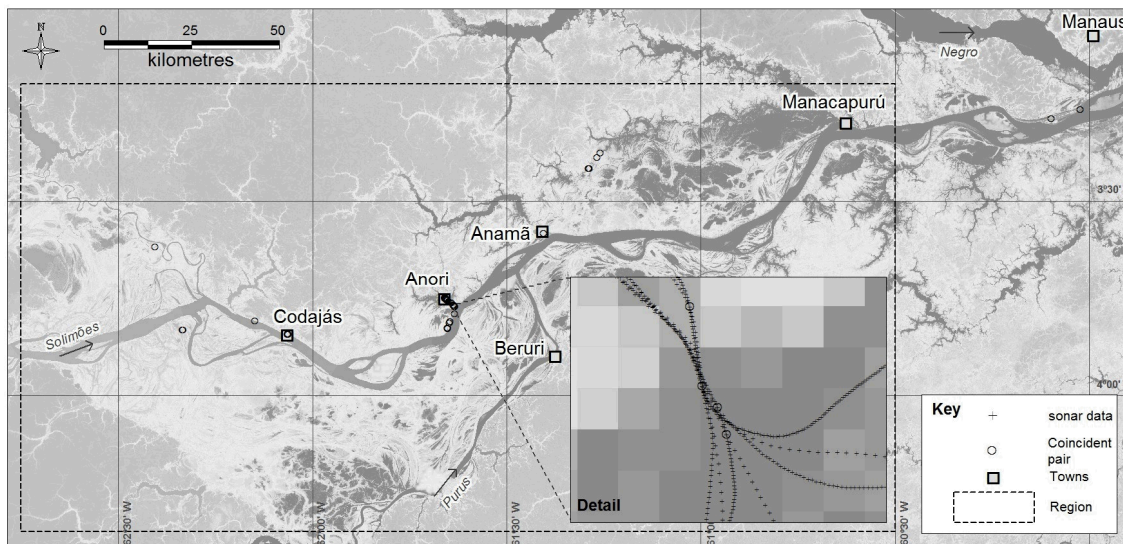 N
0 25 50
kilometres
Manaus
Negro
Manacapurú
3°30'
Anamã
Anori
Solimões
Codajás
Beruri
4°00'
Purus
Detail
Key
sonar data
Coincident
pair
Towns
Region
62°30' W
62°00' W
61°30' W
61°0
60°30' W